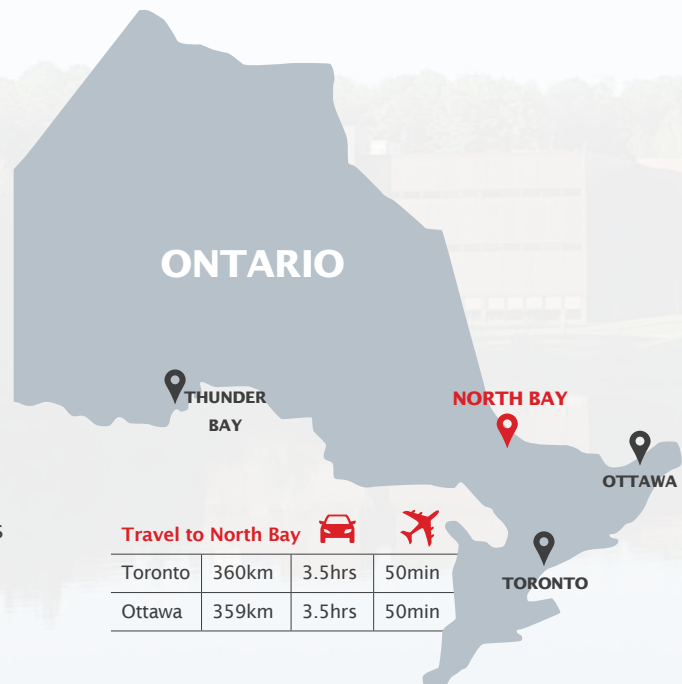 ONTARIO
THUNDER
BAY
NORTH BAY
OTTAWA
TORONTO
s
Travel to North Bay
Toronto 360km 3.5hrs 50min
Ottawa 359km 3.5hrs 50min